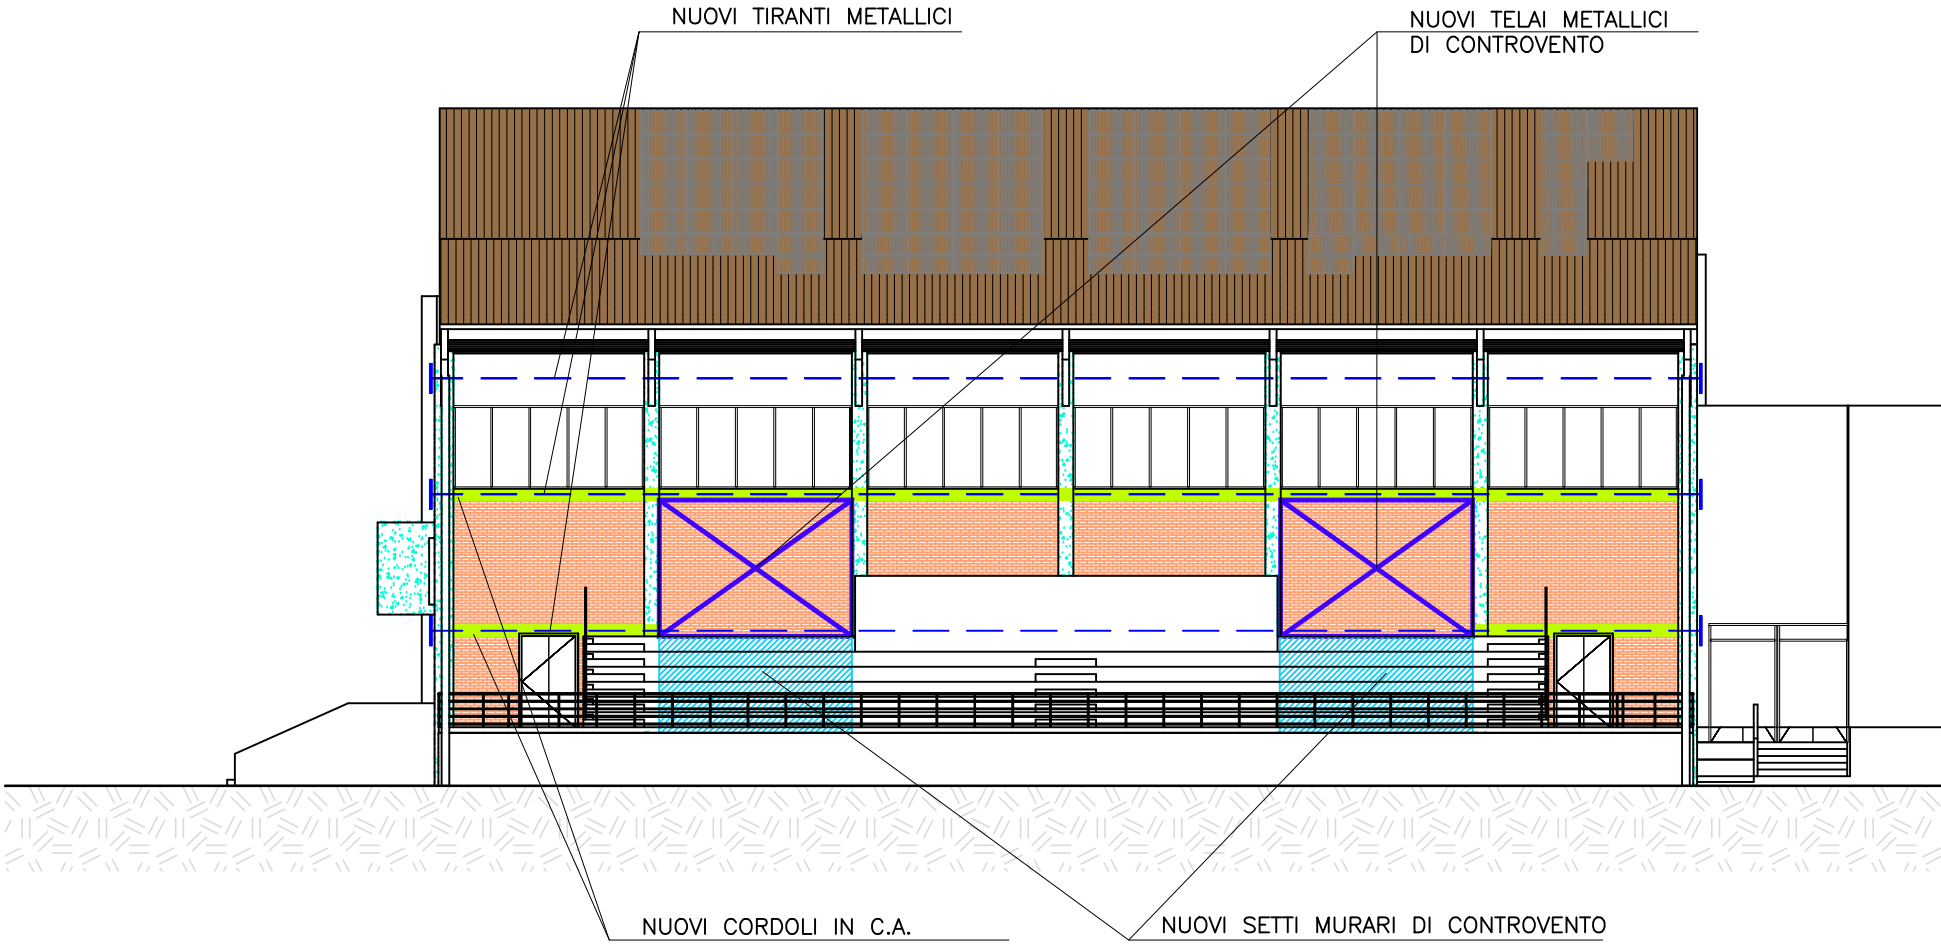 NUOVI TIRANTI METALLICI
NUOVI TELAI METALLICI
DI CONTROVENTO
NUOVI CORDOLI IN C.A.
NUOVI SETTI MURARI DI CONTROVENTO